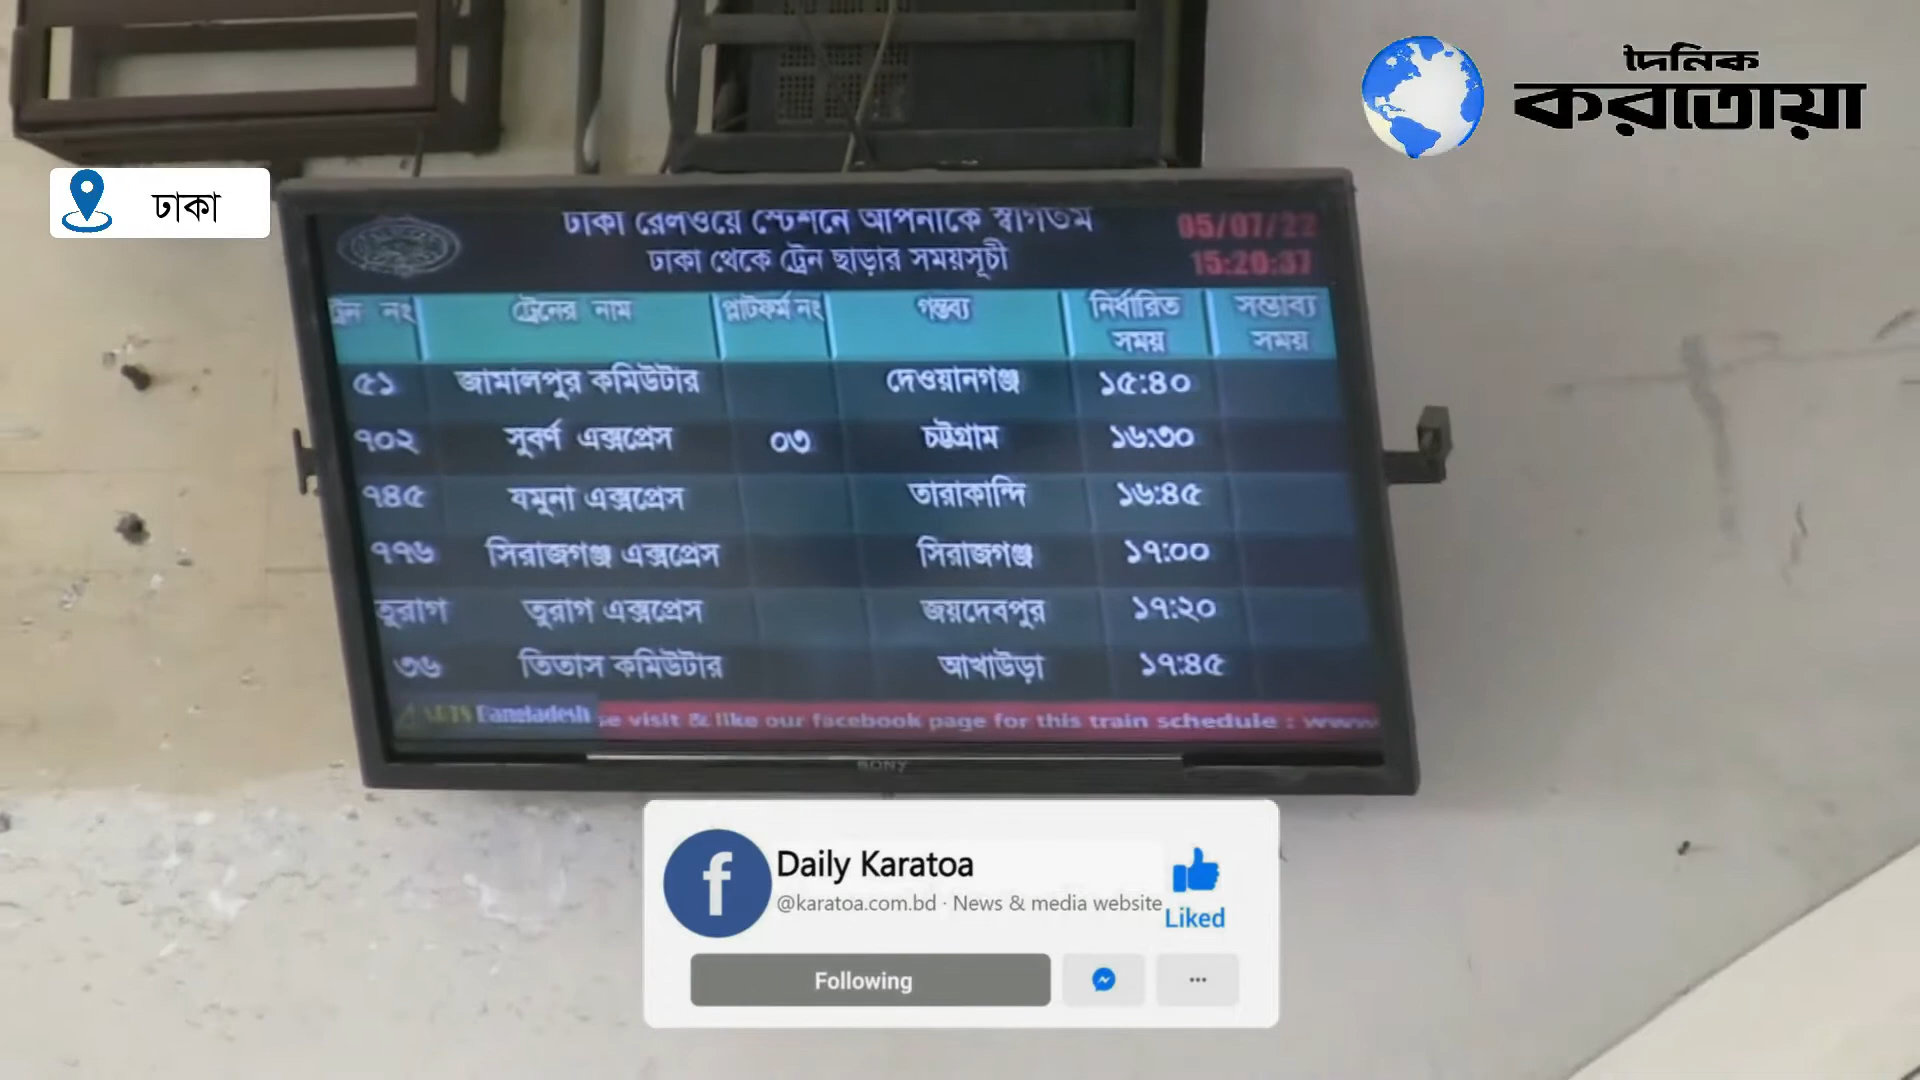 দৈনিক
করতোয়া
ঢাকা
ঢাকা রেলওয়ে স্টেশনে আপনাকে স্বাগতম
05/07/22
ঢাকা থেকে ট্রেন ছাড়ার সময়সূচী
15:20:37
ট্রেন নং ট্রেনের নাম প্লাটফর্ম নং গন্তব্য নির্ধারিত সময় সম্ভাব্য সময়
৫১ জামালপুর কমিউটার দেওয়ানগঞ্জ ১৫:৪০
৭০২ সুবর্ণ এক্সপ্রেস ০৩ চট্টগ্রাম ১৬:৩০
৭৪৫ যমুনা এক্সপ্রেস তারাকান্দি ১৬:৪৫
৭৭৬ সিরাজগঞ্জ এক্সপ্রেস সিরাজগঞ্জ ১৭:০০
তুরাগ তুরাগ এক্সপ্রেস জয়দেবপুর ১৭:২০
৩৬ তিতাস কমিউটার আখাউড়া ১৭:৪৫
Bangladesh se visit & like our facebook page for this train schedule : www
SONY
Daily Karatoa
@karatoa.com.bd · News & media website
Liked
Following